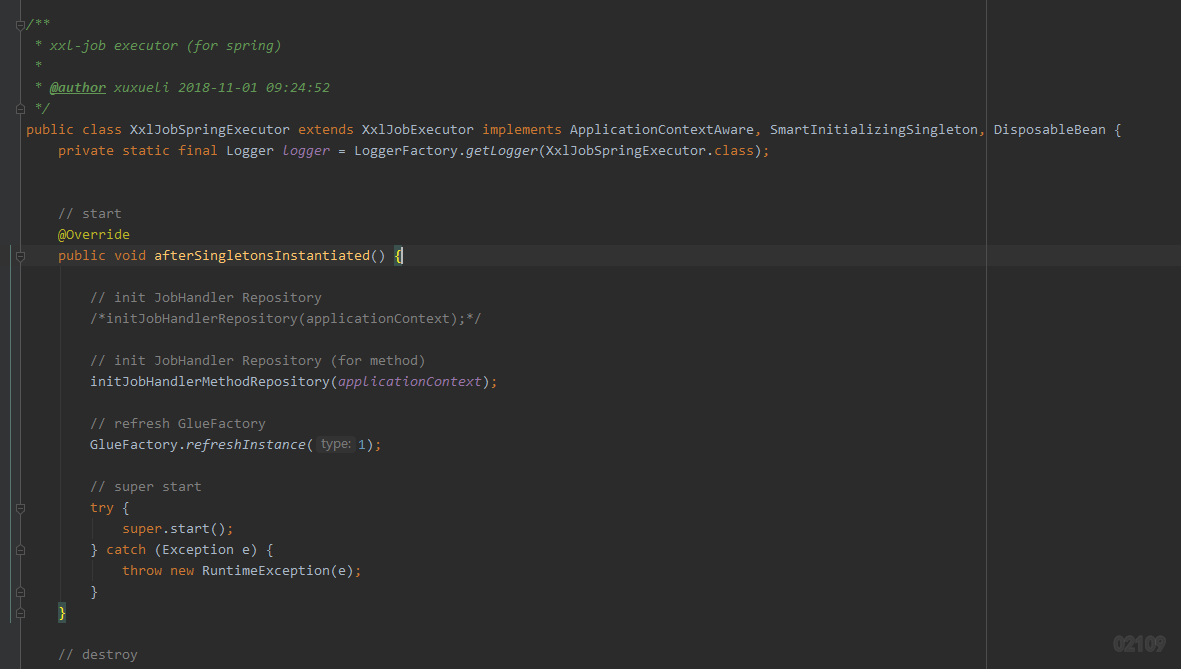 /**
 * xxl-job executor (for spring)
 *
 * @author xuxueli 2018-11-01 09:24:52
 */
public class XxlJobSpringExecutor extends XxlJobExecutor implements ApplicationContextAware, SmartInitializingSingleton, DisposableBean {
    private static final Logger logger = LoggerFactory.getLogger(XxlJobSpringExecutor.class);
    // start
    @Override
    public void afterSingletonsInstantiated() {
        // init JobHandler Repository
        /*initJobHandlerRepository(applicationContext);*/
        // init JobHandler Repository (for method)
        initJobHandlerMethodRepository(applicationContext);
        // refresh GlueFactory
        GlueFactory.refreshInstance( type: 1);
        // super start
        try {
            super.start();
        } catch (Exception e) {
            throw new RuntimeException(e);
        }
    }
    // destroy
02109